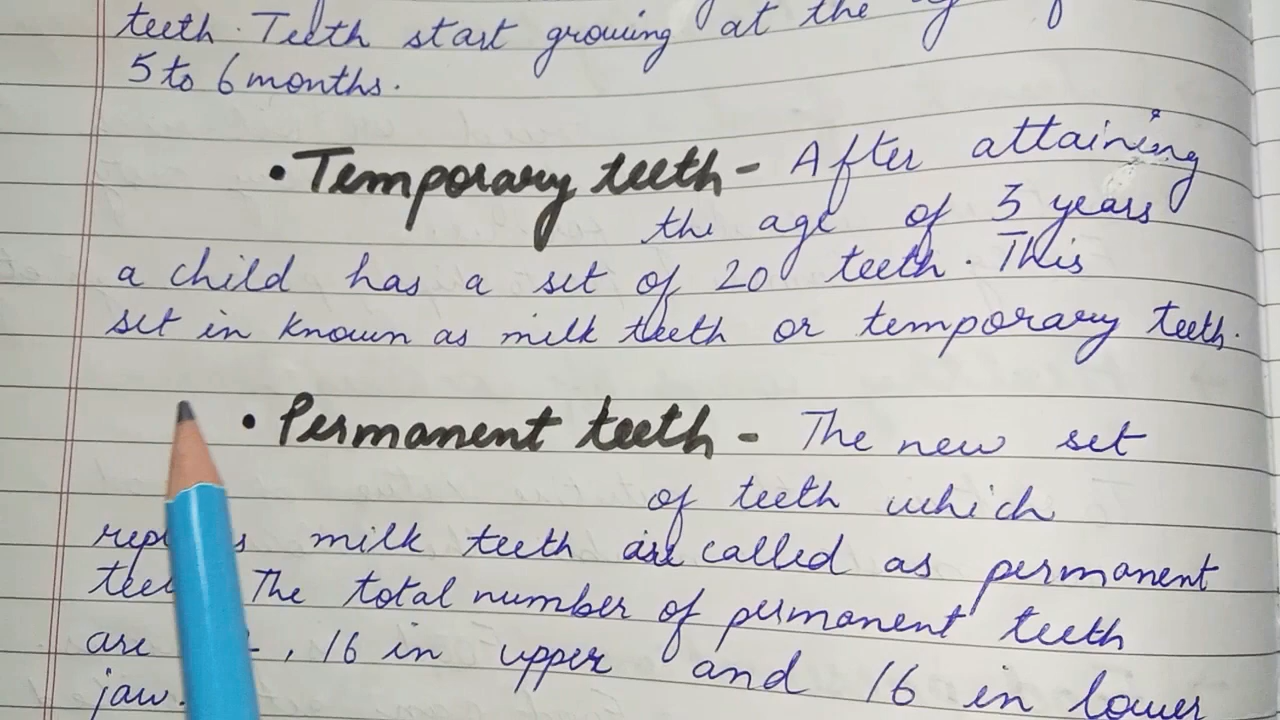 teeth. Teeth start growing at the
5 to 6 months.
• Temporary teeth - After attaining
the age of 3 years
a child has a set of 20 teeth. This
set in known as milk teeth or temporary teeth.
• Permanent teeth - The new set
of teeth which
milk teeth are called as permanent
The total number of permanent teeth
are , 16 in upper and 16 in lower
jaw.